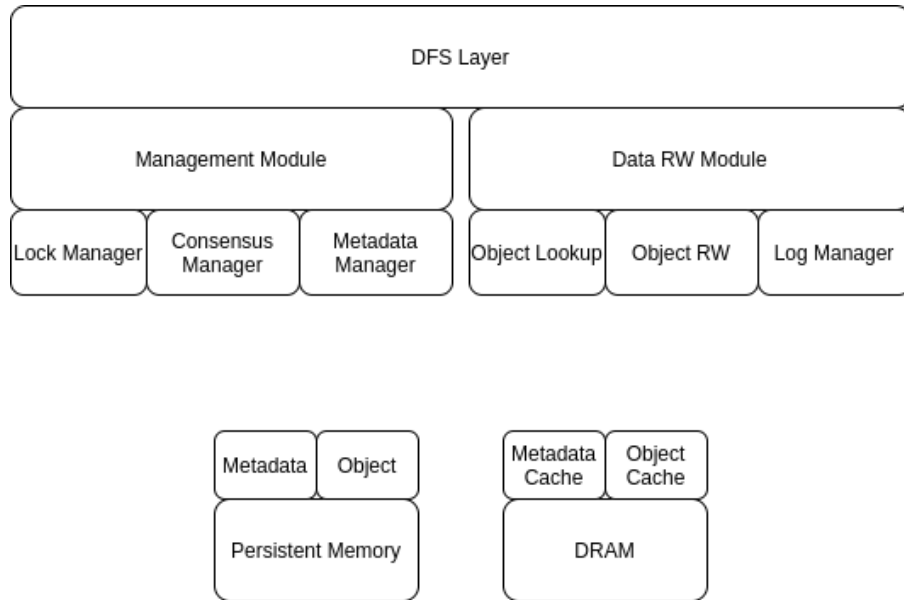 DFS Layer
Management Module
Data RW Module
Lock Manager
Consensus
Manager
Metadata
Manager
Object Lookup
Object RW
Log Manager
Metadata
Object
Metadata
Cache
Object
Cache
Persistent Memory
DRAM